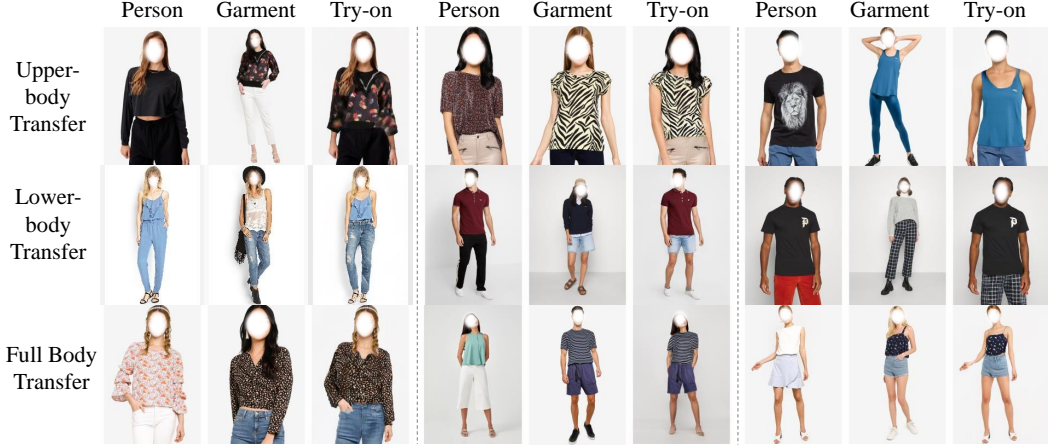 Person Garment Try-on Person Garment Try-on Person Garment Try-on
Upper-
body
Transfer
Lower-
body
Transfer
P
Full Body
Transfer